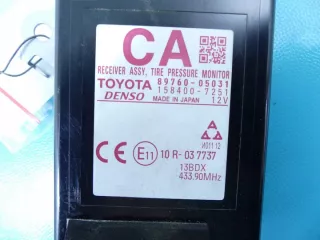 CA
RECEIVER ASSY, TIRE PRESSURE MONITOR
TOYOTA 89760-05031
DENSO 158400-7251
MADE IN JAPAN 12V
CE E11 10 R- 03 7737
13BDX
433.90MHz